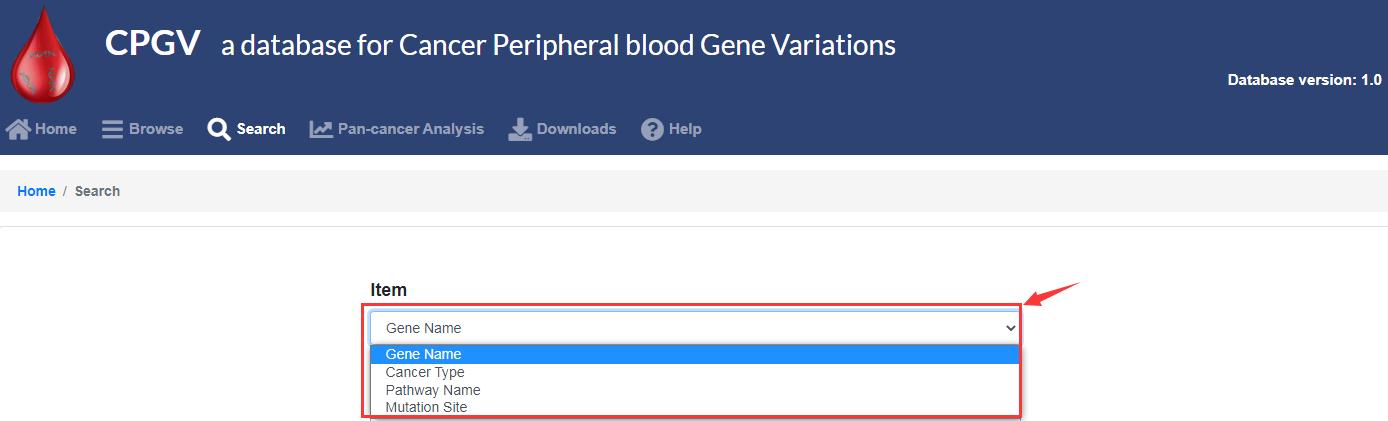 CPGV a database for Cancer Peripheral blood Gene Variations
Database version: 1.0
Home Browse Search Pan-cancer Analysis Downloads Help
Home / Search
Item
Gene Name
Gene Name
Cancer Type
Pathway Name
Mutation Site